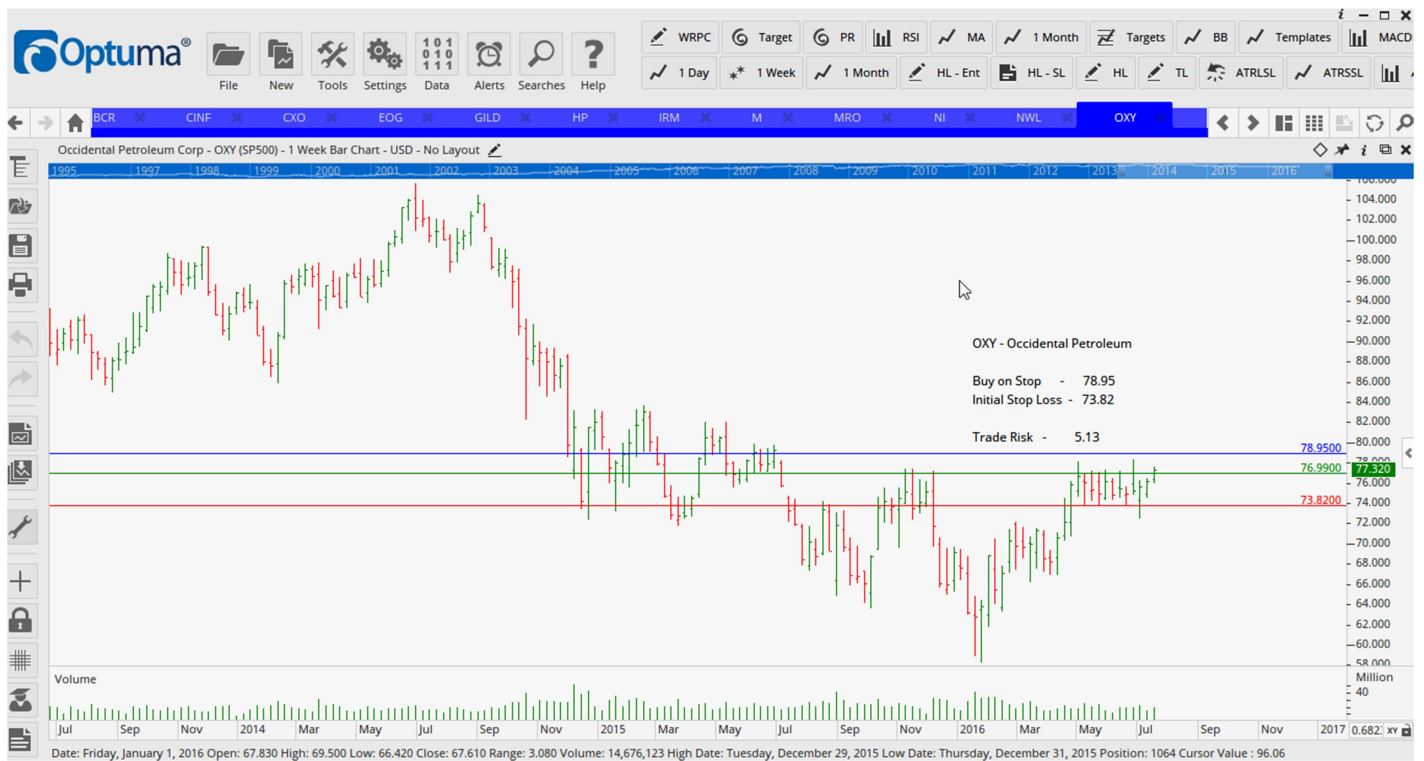 Optuma®
File
New
Tools
Settings
101
010
111
Data
Alerts
Searches
Help
WRPC
Target
PR
RSI
MA
1 Month
Targets
BB
Templates
MACD
1 Day
1 Week
1 Month
HL - Ent
HL - SL
HL
TL
ATRLSL
ATRSSL
BCR
CINF
CXO
EOG
GILD
HP
IRM
M
MRO
NI
NWL
OXY
Occidental Petroleum Corp - OXY (SP500) - 1 Week Bar Chart - USD - No Layout
1995 1997 1998 1999 2000 2001 2002 2003 2004 2005 2006 2007 2008 2009 2010 2011 2012 2013 2014 2015 2016
106.000
104.000
102.000
100.000
98.000
96.000
94.000
92.000
90.000
88.000
86.000
84.000
82.000
80.000
78.000
76.000
74.000
72.000
70.000
68.000
66.000
64.000
62.000
60.000
58.000
OXY - Occidental Petroleum
Buy on Stop - 78.95
Initial Stop Loss - 73.82
Trade Risk - 5.13
78.9500
76.9900
77.320
73.8200
Volume
Million
40
Jul Sep Nov 2014 Mar May Jul Sep Nov 2015 Mar May Jul Sep Nov 2016 Mar May Jul Sep Nov 2017
XY
Date: Friday, January 1, 2016 Open: 67.830 High: 69.500 Low: 66.420 Close: 67.610 Range: 3.080 Volume: 14,676,123 High Date: Tuesday, December 29, 2015 Low Date: Thursday, December 31, 2015 Position: 1064 Cursor Value : 96.06